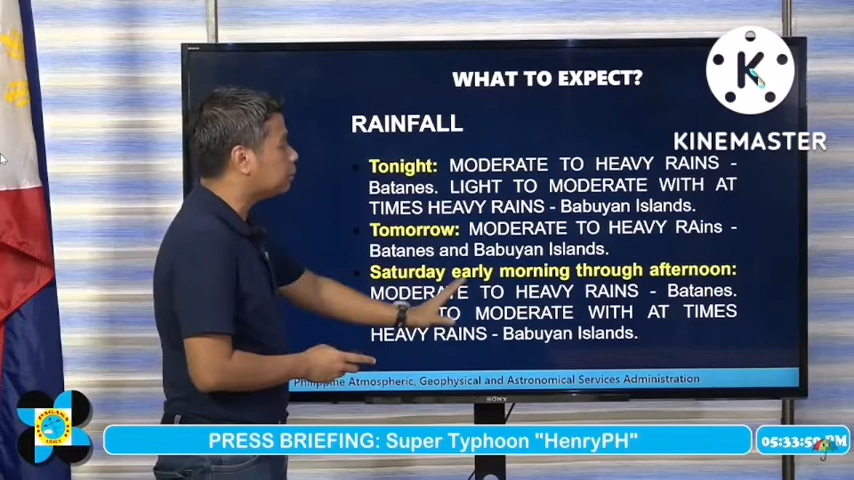 WHAT TO EXPECT?
K
KINEMASTER
RAINFALL
Tonight: MODERATE TO HEAVY RAINS -
Batanes. LIGHT TO MODERATE WITH AT
TIMES HEAVY RAINS - Babuyan Islands.
Tomorrow: MODERATE TO HEAVY RAins -
Batanes and Babuyan Islands.
Saturday early morning through afternoon:
MODERATE TO HEAVY RAINS - Batanes.
TO MODERATE WITH AT TIMES
HEAVY RAINS - Babuyan Islands.
Philippine Atmospheric, Geophysical and Astronomical Services Administration
SONY
PRESS BRIEFING: Super Typhoon "HenryPH"